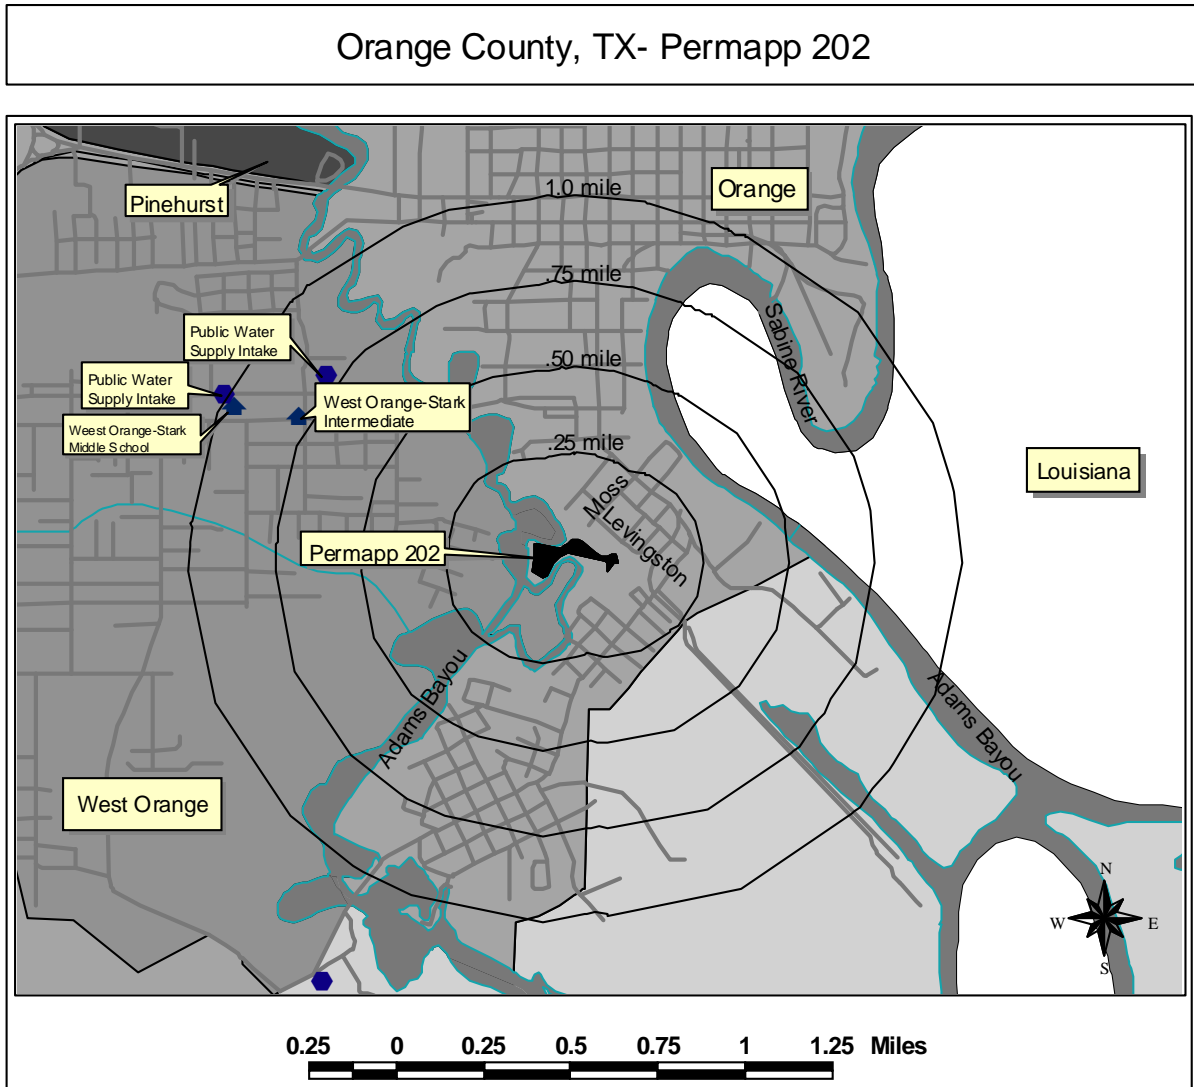 Orange County, TX- Permapp 202
1.0 mile
Orange
Pinehurst
.75 mile
Sabine River
Public Water
Supply Intake
.50 mile
Public Water
Supply Intake
West Orange-Stark
Intermediate
Weest Orange-Stark
Middle School
.25 mile
Louisiana
Moss
Levingston
Permapp 202
Adams Bayou
Adams Bayou
West Orange
N
W
E
S
0.25 0 0.25 0.5 0.75 1 1.25 Miles